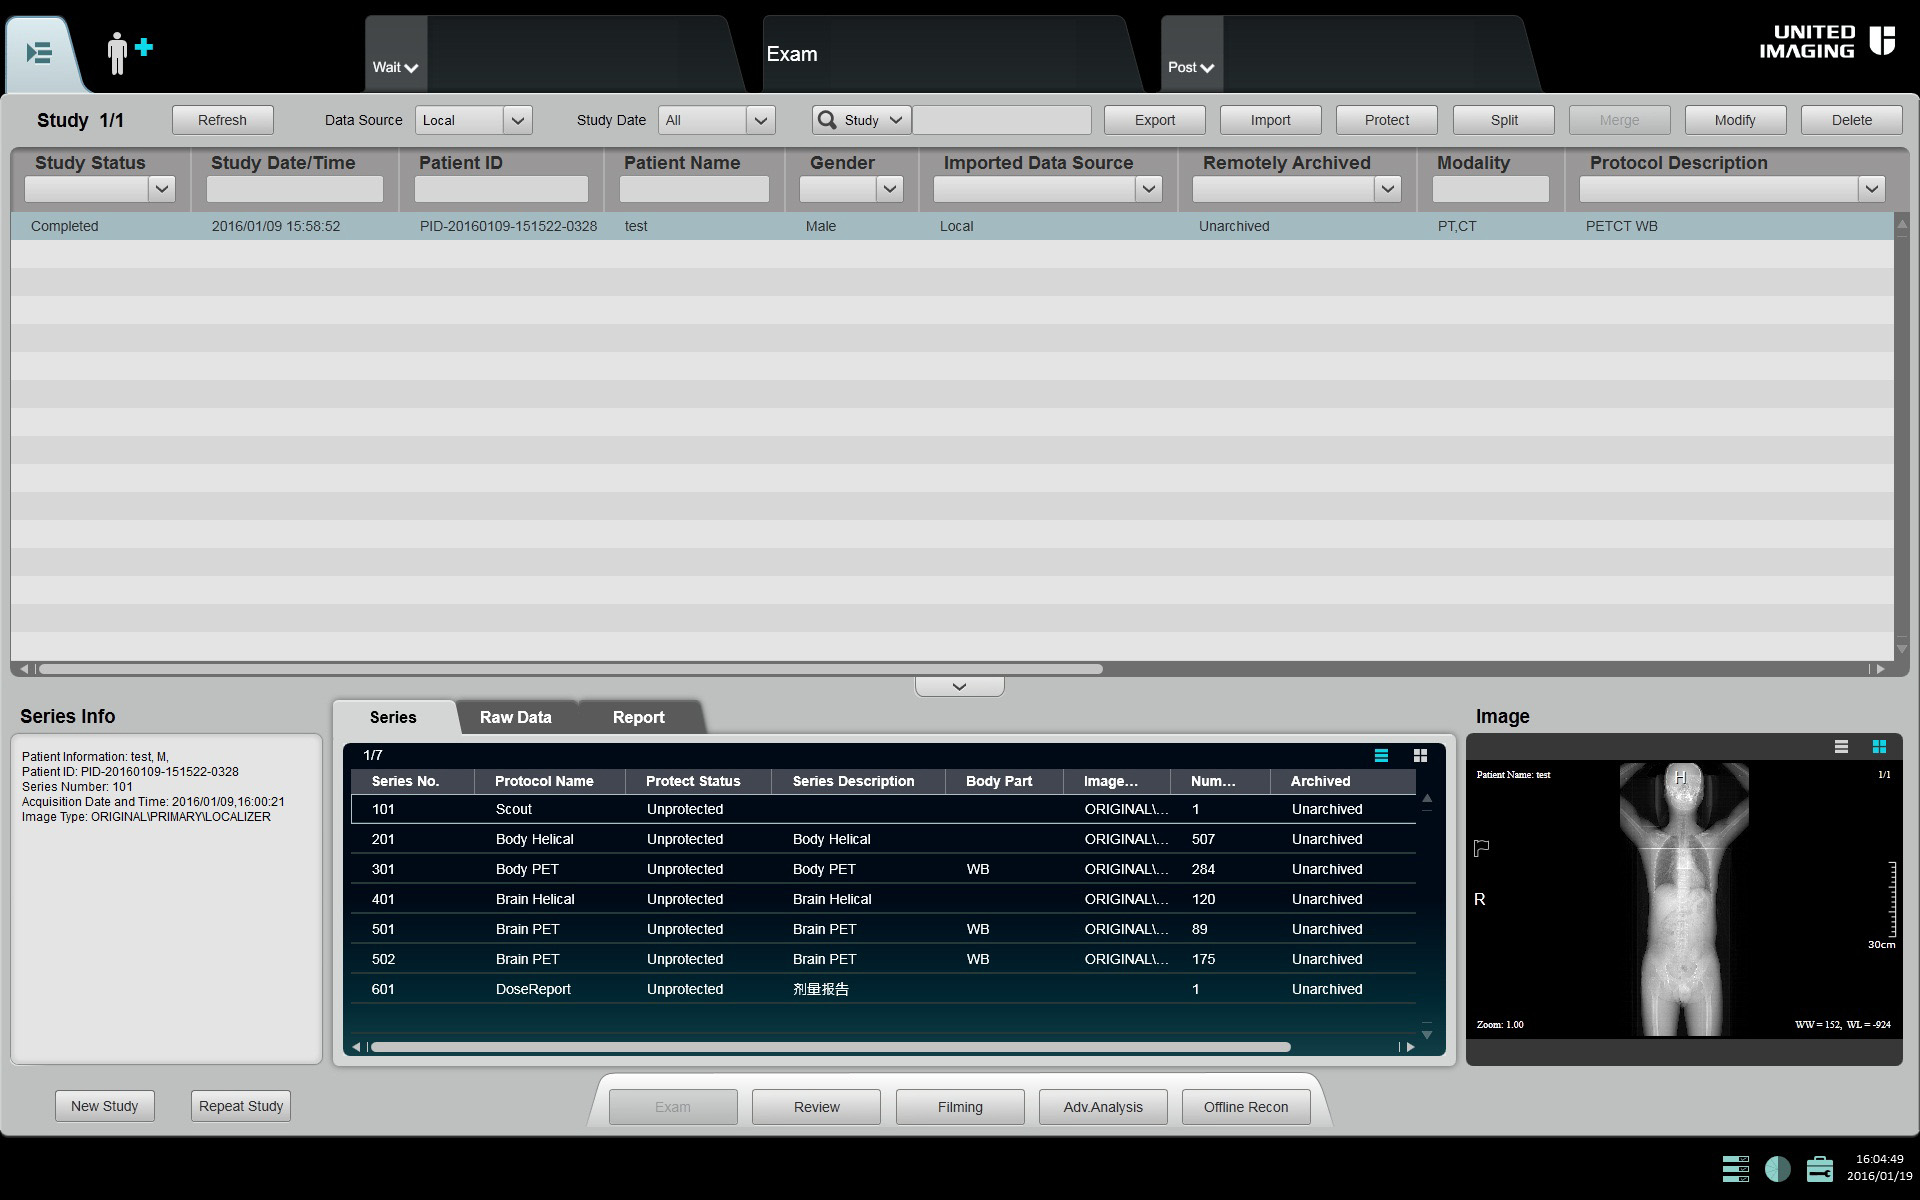 Wait
Exam
Post
UNITED
IMAGING
Study 1/1
Refresh
Data Source
Local
Study Date
All
Study
Export
Import
Protect
Split
Merge
Modify
Delete
Study Status Study Date/Time Patient ID Patient Name Gender Imported Data Source Remotely Archived Modality Protocol Description
Completed 2016/01/09 15:58:52 PID-20160109-151522-0328 test Male Local Unarchived PT,CT PETCT WB
Series Info
Patient Information: test, M,
Patient ID: PID-20160109-151522-0328
Series Number: 101
Acquisition Date and Time: 2016/01/09,16:00:21
Image Type: ORIGINAL\PRIMARY\LOCALIZER
New Study
Repeat Study
Series Raw Data Report
1/7
Series No. Protocol Name Protect Status Series Description Body Part Image... Num... Archived
101 Scout Unprotected ORIGINAL\... 1 Unarchived
201 Body Helical Unprotected Body Helical ORIGINAL\... 507 Unarchived
301 Body PET Unprotected Body PET WB ORIGINAL\... 284 Unarchived
401 Brain Helical Unprotected Brain Helical ORIGINAL\... 120 Unarchived
501 Brain PET Unprotected Brain PET WB ORIGINAL\... 89 Unarchived
502 Brain PET Unprotected Brain PET WB ORIGINAL\... 175 Unarchived
601 DoseReport Unprotected 剂量报告 1 Unarchived
Image
Patient Name: test
1/1
H
R
30cm
Zoom: 1.00
WW = 152, WL = -924
Exam
Review
Filming
Adv.Analysis
Offline Recon
16:04:49
2016/01/19